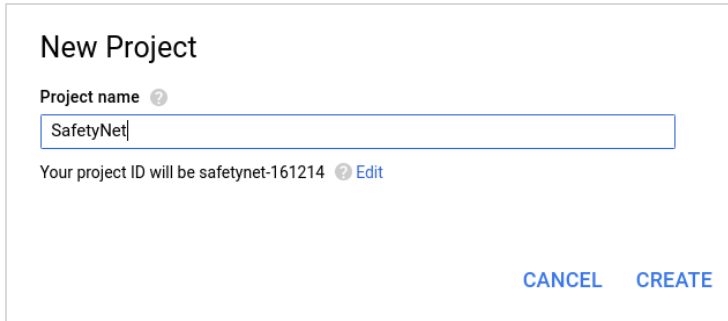 New Project
Project name ?
SafetyNet
Your project ID will be safetynet-161214 ? Edit
CANCEL CREATE